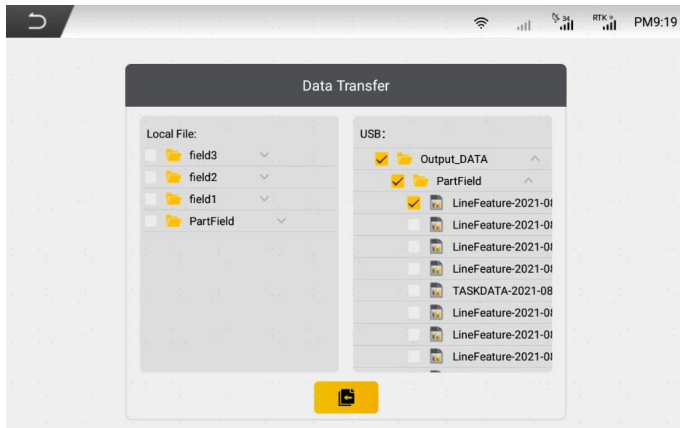 34 RTK PM9:19
Data Transfer
Local File:
field3
field2
field1
PartField
USB:
Output_DATA
PartField
LineFeature-2021-08
LineFeature-2021-08
LineFeature-2021-08
LineFeature-2021-08
TASKDATA-2021-08
LineFeature-2021-08
LineFeature-2021-08
LineFeature-2021-08